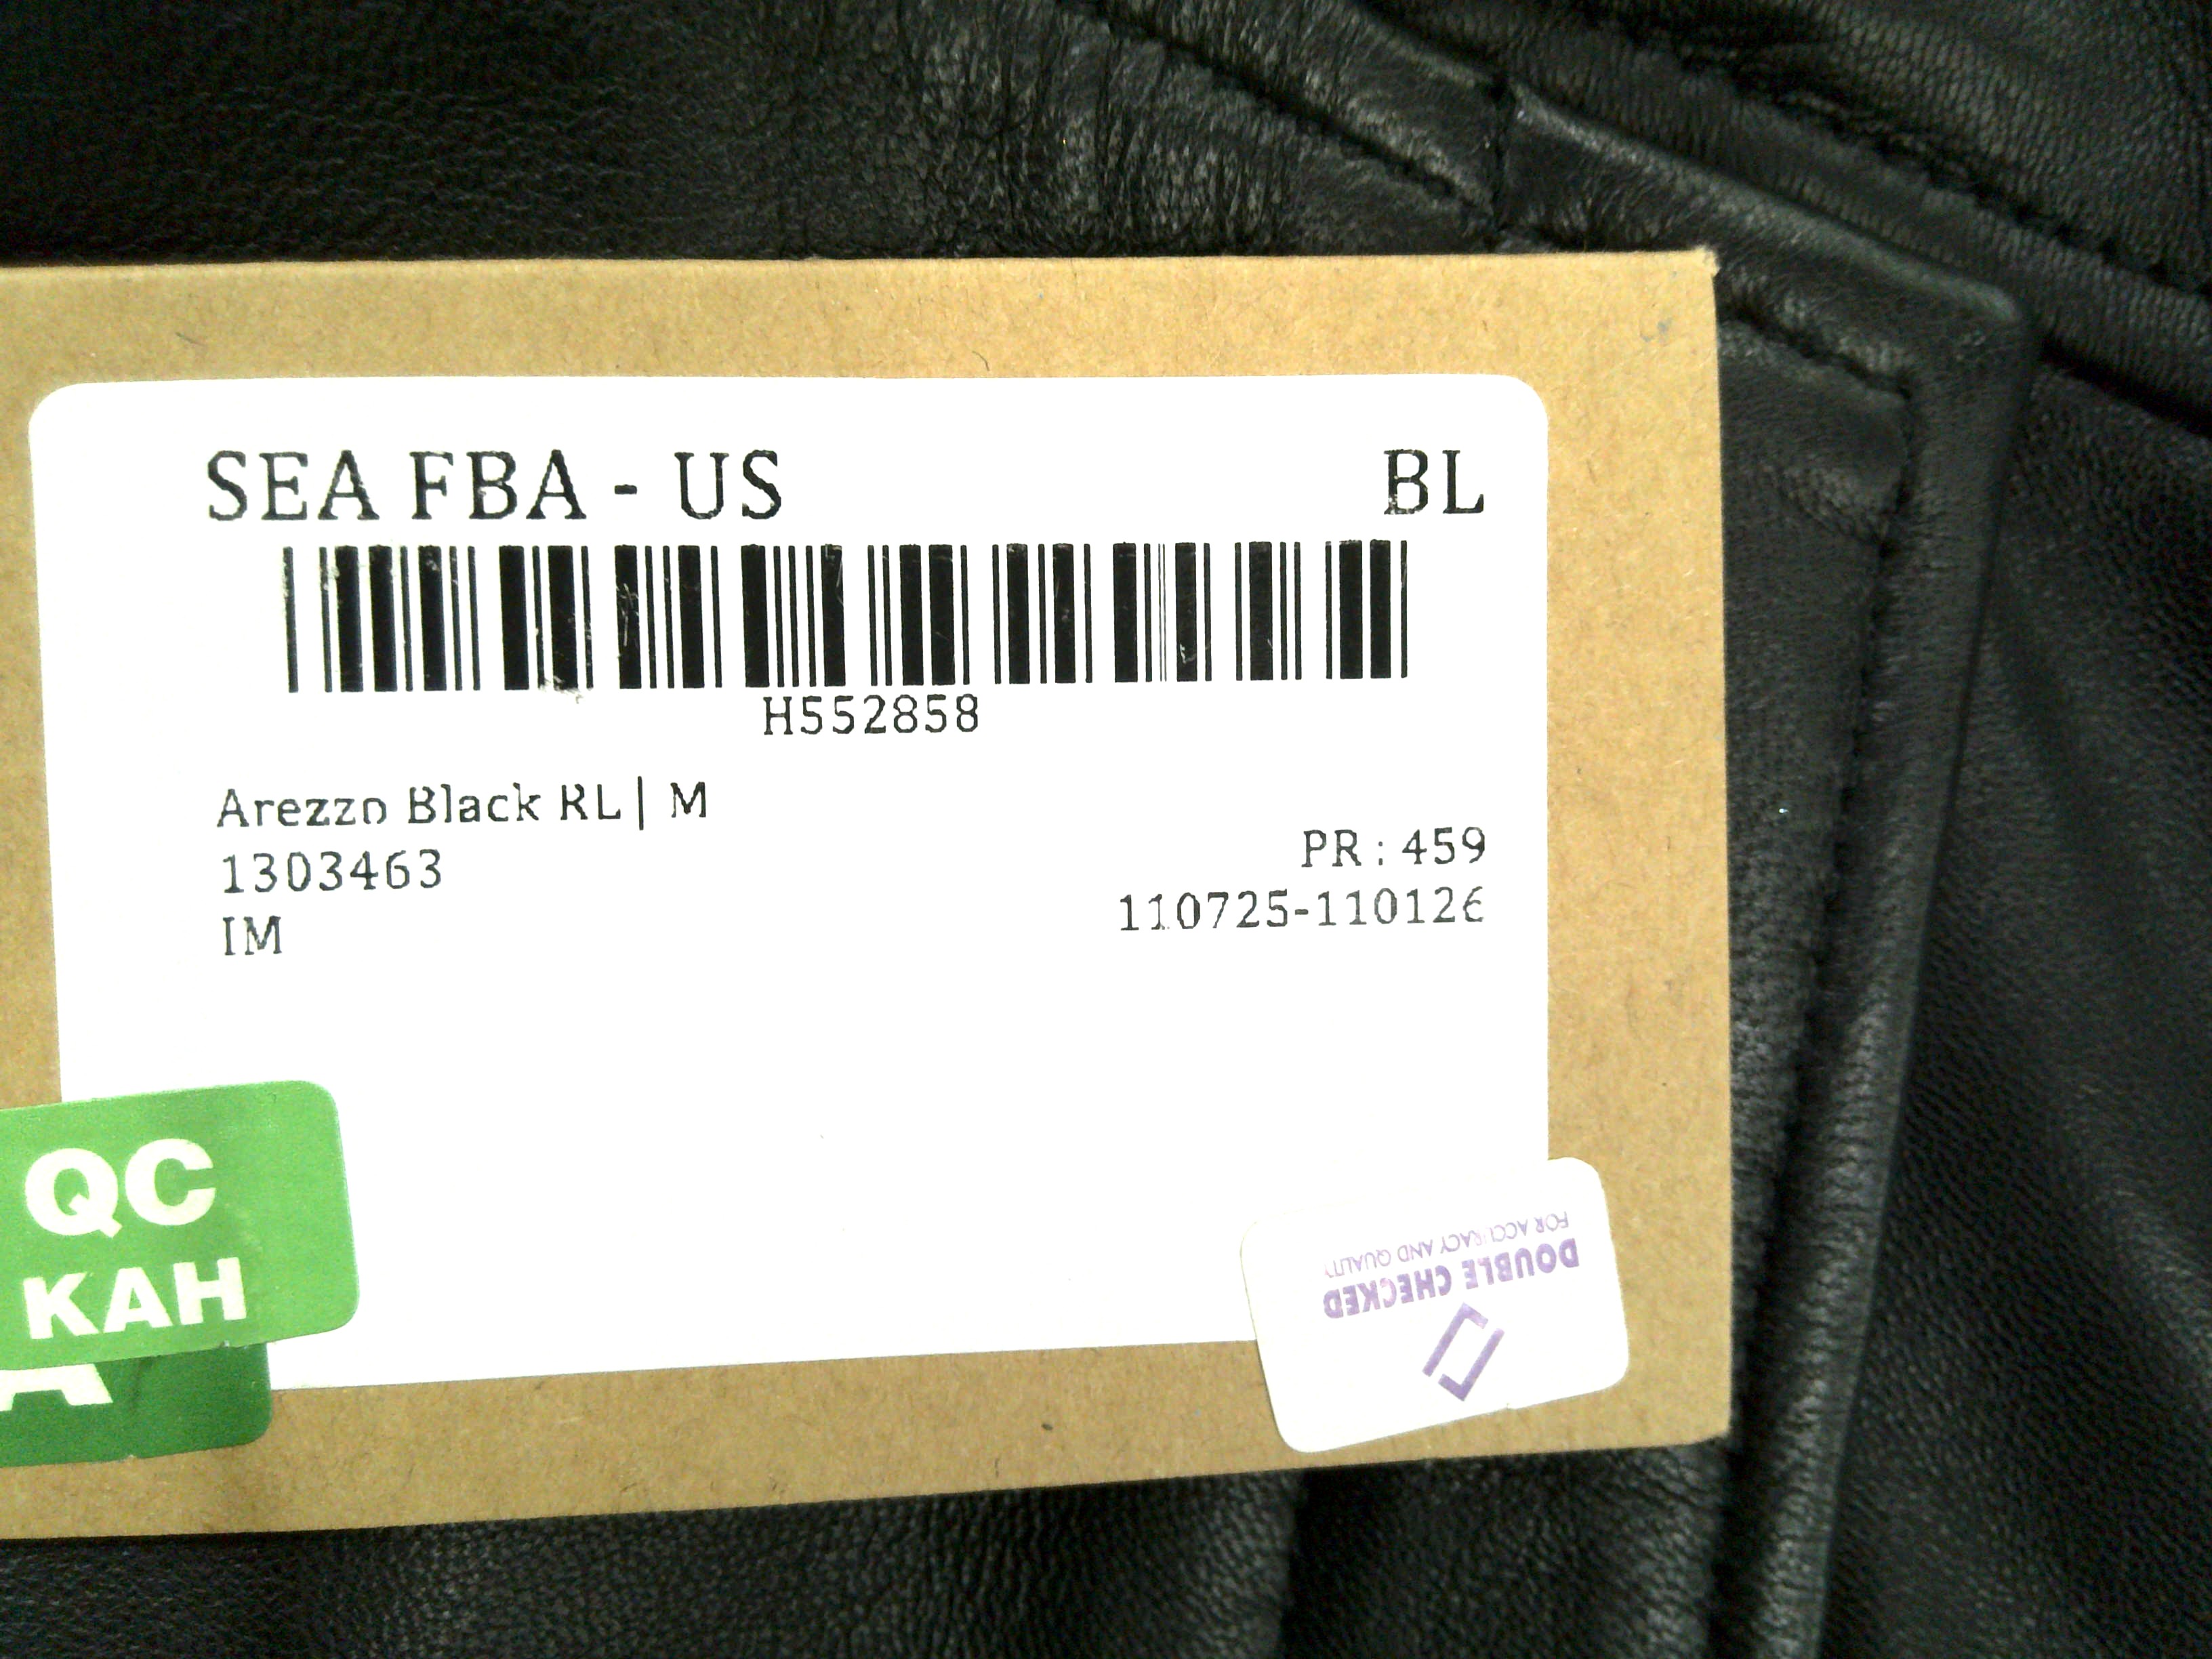 SEA FBA - US BL
H552858
Arezzo Black RL| M
1303463
PR : 459
IM
110725-110126
QC
KAH
A
DOUBLE CHECKED
FOR ACCURACY AND QUALITY